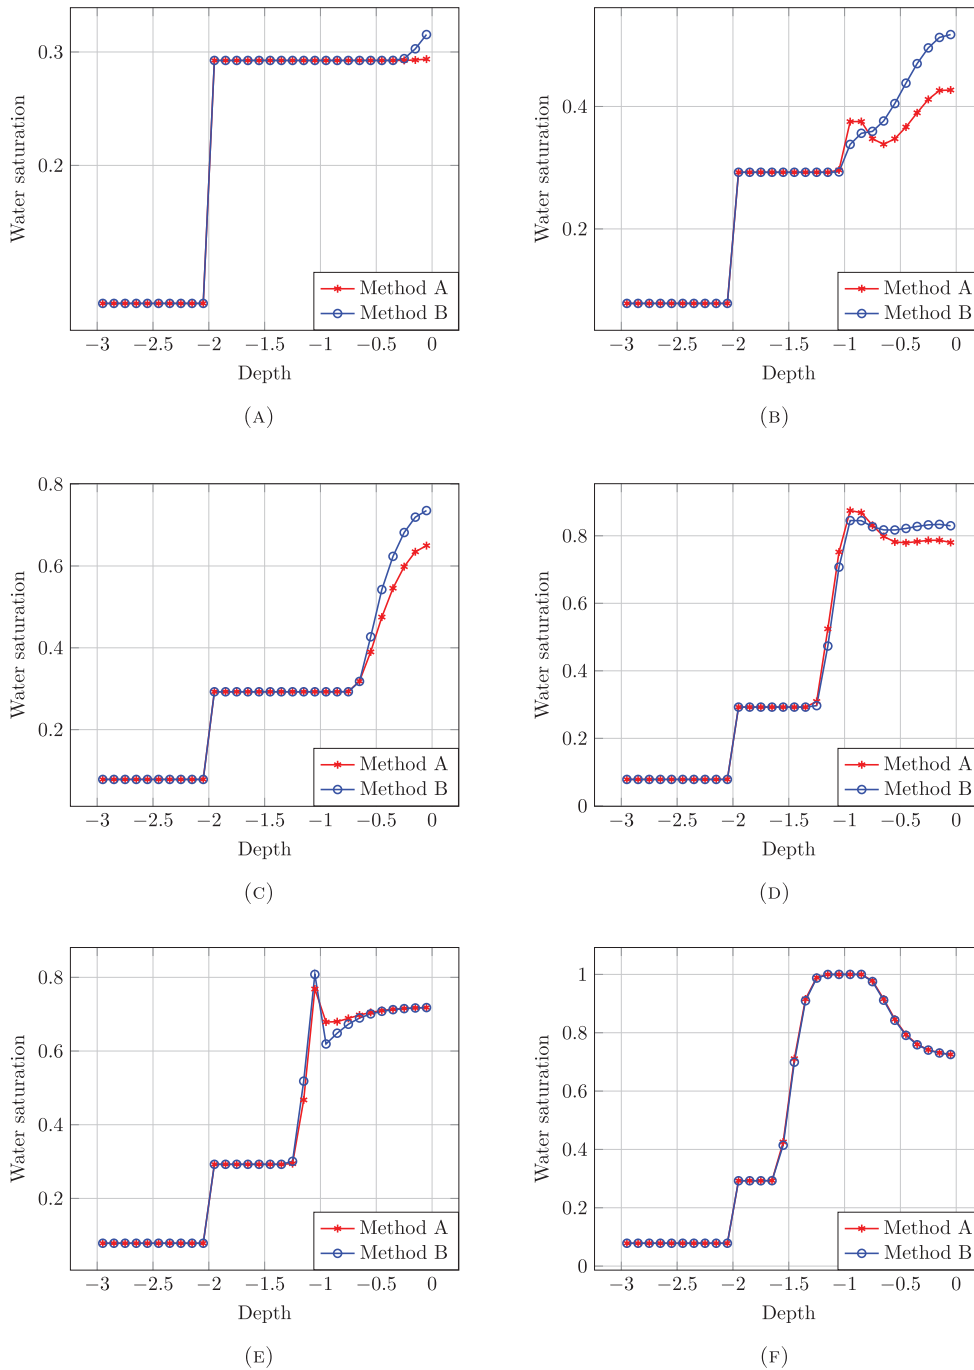 0.3
0.2
Water saturation
Method A
Method B
−3 −2.5 −2 −1.5 −1 −0.5 0
Depth
(A)
0.4
0.2
Water saturation
Method A
Method B
−3 −2.5 −2 −1.5 −1 −0.5 0
Depth
(B)
0.8
0.6
0.4
0.2
Water saturation
Method A
Method B
−3 −2.5 −2 −1.5 −1 −0.5 0
Depth
(C)
0.8
0.6
0.4
0.2
0
Water saturation
Method A
Method B
−3 −2.5 −2 −1.5 −1 −0.5 0
Depth
(D)
0.8
0.6
0.4
0.2
Water saturation
Method A
Method B
−3 −2.5 −2 −1.5 −1 −0.5 0
Depth
(E)
1
0.8
0.6
0.4
0.2
0
Water saturation
Method A
Method B
−3 −2.5 −2 −1.5 −1 −0.5 0
Depth
(F)